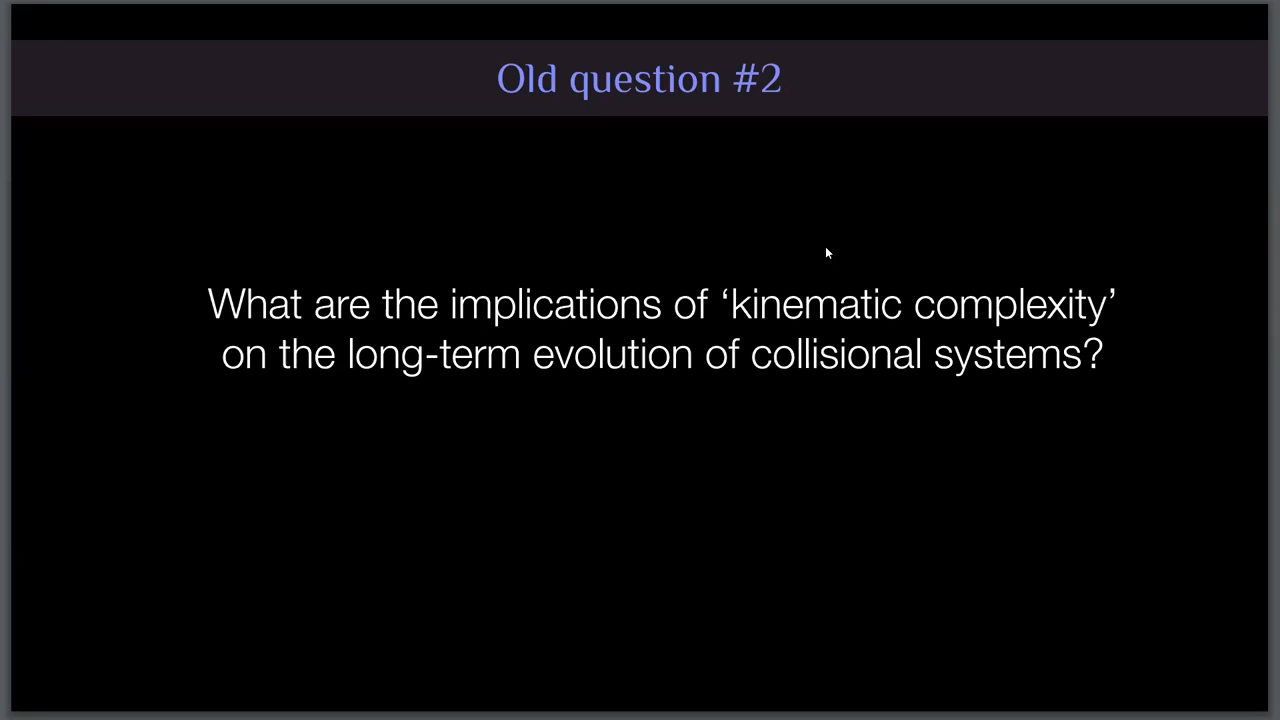 Old question #2
What are the implications of ‘kinematic complexity’
on the long-term evolution of collisional systems?